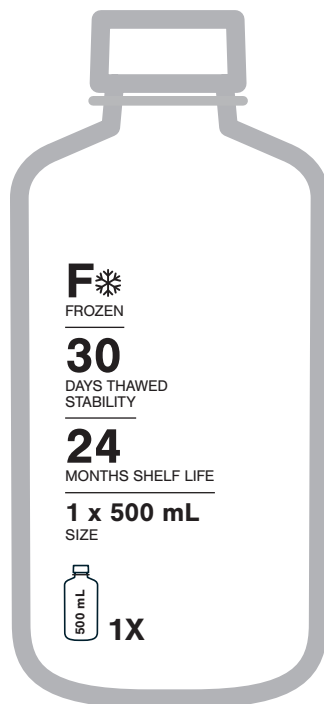 F
FROZEN
30
DAYS THAWED
STABILITY
24
MONTHS SHELF LIFE
1 x 500 mL
SIZE
500 mL
1X